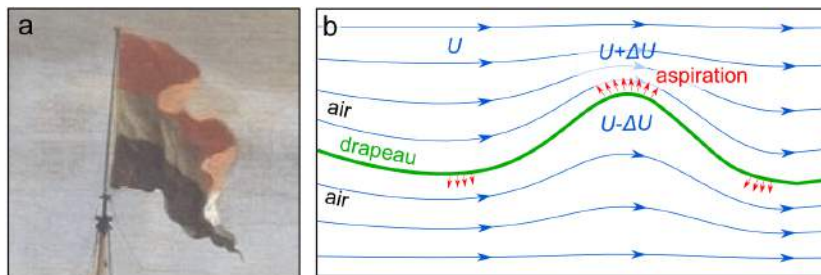 a
b
U
U+ΔU
aspiration
air
U-ΔU
drapeau
air